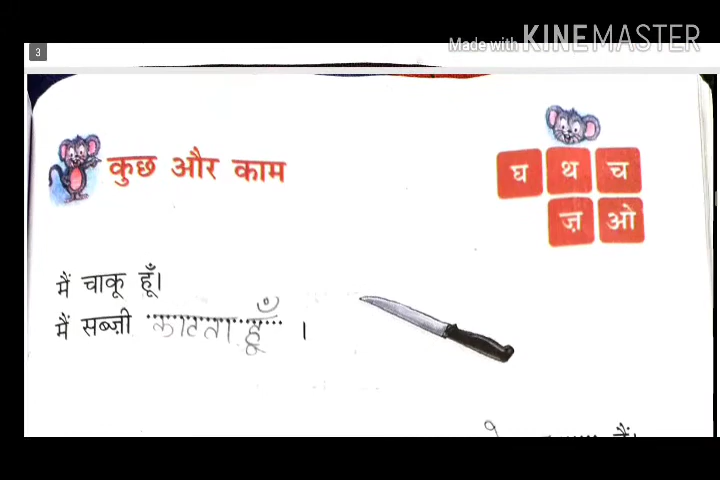 Made with KINEMASTER
3
कुछ और काम
घ थ च
ज़ ओ
मैं चाकू हूँ।
मैं सब्ज़ी काटता हूँ ।